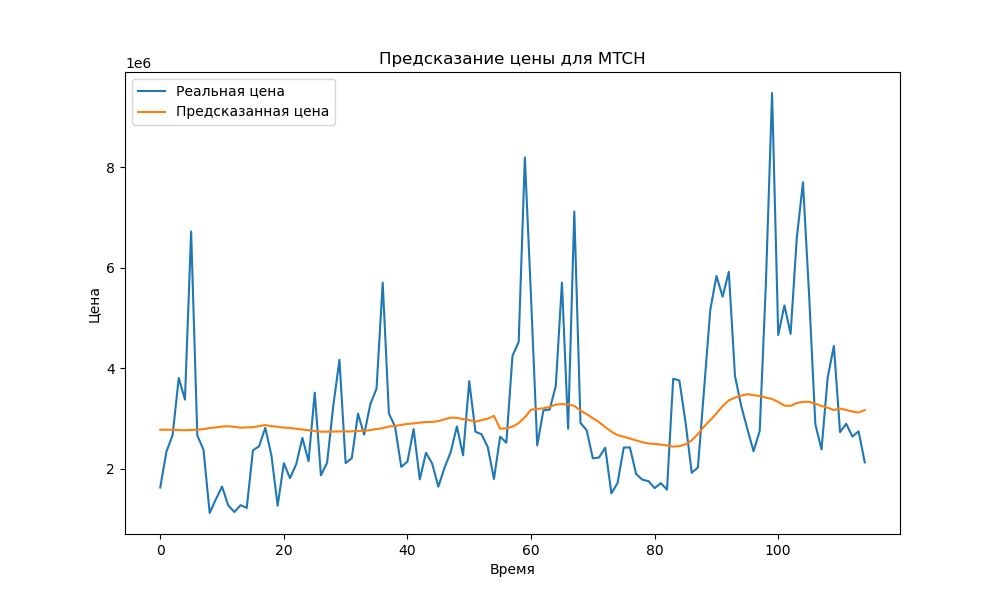 Предсказание цены для MTCH
1e6
Реальная цена
Предсказанная цена
8
6
4
2
Цена
0 20 40 60 80 100
Время